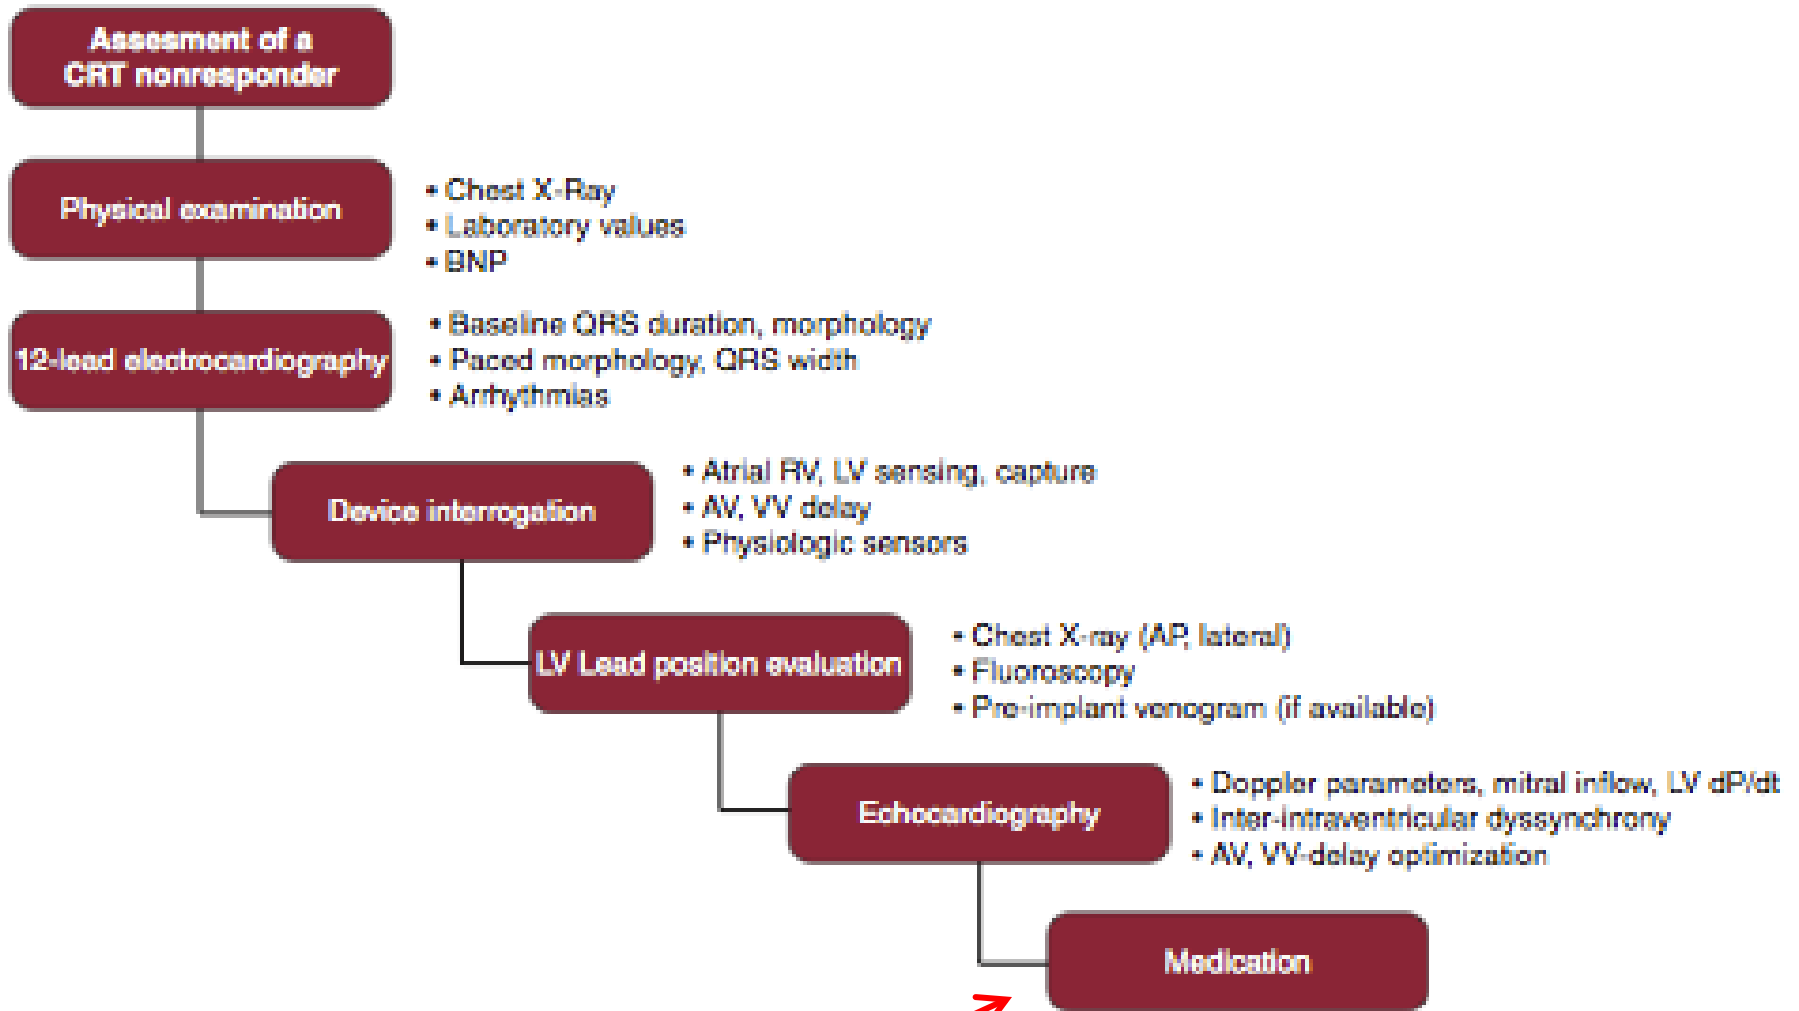 Assesment of a
CRT nonresponder
Physical examination
• Chest X-Ray
• Laboratory values
• BNP
12-lead electrocardiography
• Baseline QRS duration, morphology
• Paced morphology, QRS width
• Arrhythmias
Device interrogation
• Atrial RV, LV sensing, capture
• AV, VV delay
• Physiologic sensors
LV Lead position evaluation
• Chest X-ray (AP, lateral)
• Fluoroscopy
• Pre-implant venogram (if available)
Echocardiography
• Doppler parameters, mitral inflow, LV dP/dt
• Inter-intraventricular dyssynchrony
• AV, VV-delay optimization
Medication